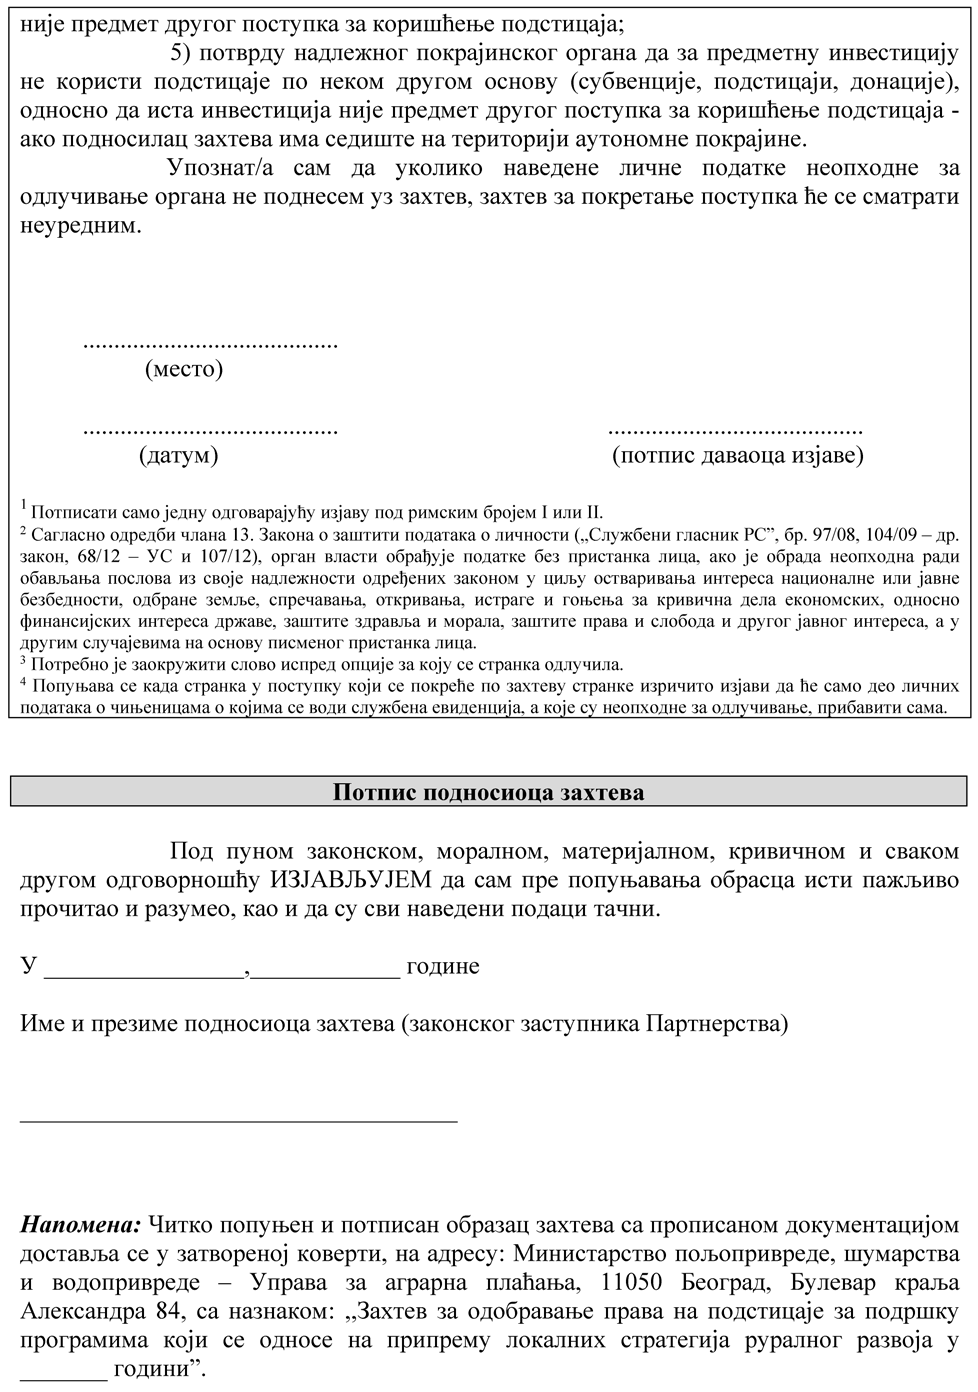 није предмет другог поступка за коришћење подстицаја;
5) потврду надлежног покрајинског органа да за предметну инвестицију
не користи подстицаје по неком другом основу (субвенције, подстицаји, донације),
односно да иста инвестиција није предмет другог поступка за коришћење подстицаја -
ако подносилац захтева има седиште на територији аутономне покрајине.
Упознат/а сам да уколико наведене личне податке неопходне за
одлучивање органа не поднесем уз захтев, захтев за покретање поступка ће се сматрати
неуредним.
.........................................
(место)
.........................................	.........................................
(датум)	(потпис даваоца изјаве)
1 Потписати само једну одговарајућу изјаву под римским бројем I или II.
2 Сагласно одредби члана 13. Закона о заштити података о личности („Службени гласник РС”, бр. 97/08, 104/09 – др.
закон, 68/12 – УС и 107/12), орган власти обрађује податке без пристанка лица, ако је обрада неопходна ради
обављања послова из своје надлежности одређених законом у циљу остваривања интереса националне или јавне
безбедности, одбране земље, спречавања, откривања, истраге и гоњења за кривична дела економских, односно
финансијских интереса државе, заштите здравља и морала, заштите права и слобода и другог јавног интереса, а у
другим случајевима на основу писменог пристанка лица.
3 Потребно је заокружити слово испред опције за коју се странка одлучила.
4 Попуњава се када странка у поступку који се покреће по захтеву странке изричито изјави да ће само део личних
података о чињеницама о којима се води службена евиденција, а које су неопходне за одлучивање, прибавити сама.
Потпис подносиоца захтева
Под пуном законском, моралном, материјалном, кривичном и сваком
другом одговорношћу ИЗЈАВЉУЈЕМ да сам пре попуњавања обрасца исти пажљиво
прочитао и разумео, као и да су сви наведени подаци тачни.
У ________________,____________ године
Име и презиме подносиоца захтева (законског заступника Партнерства)
___________________________________
Напомена: Читко попуњен и потписан образац захтева са прописаном документацијом
доставља се у затвореној коверти, на адресу: Министарство пољопривреде, шумарства
и водопривреде – Управа за аграрна плаћања, 11050 Београд, Булевар краља
Александра 84, са назнаком: „Захтев за одобравање права на подстицаје за подршку
програмима који се односе на припрему локалних стратегија руралног развоја у
_______ години”.